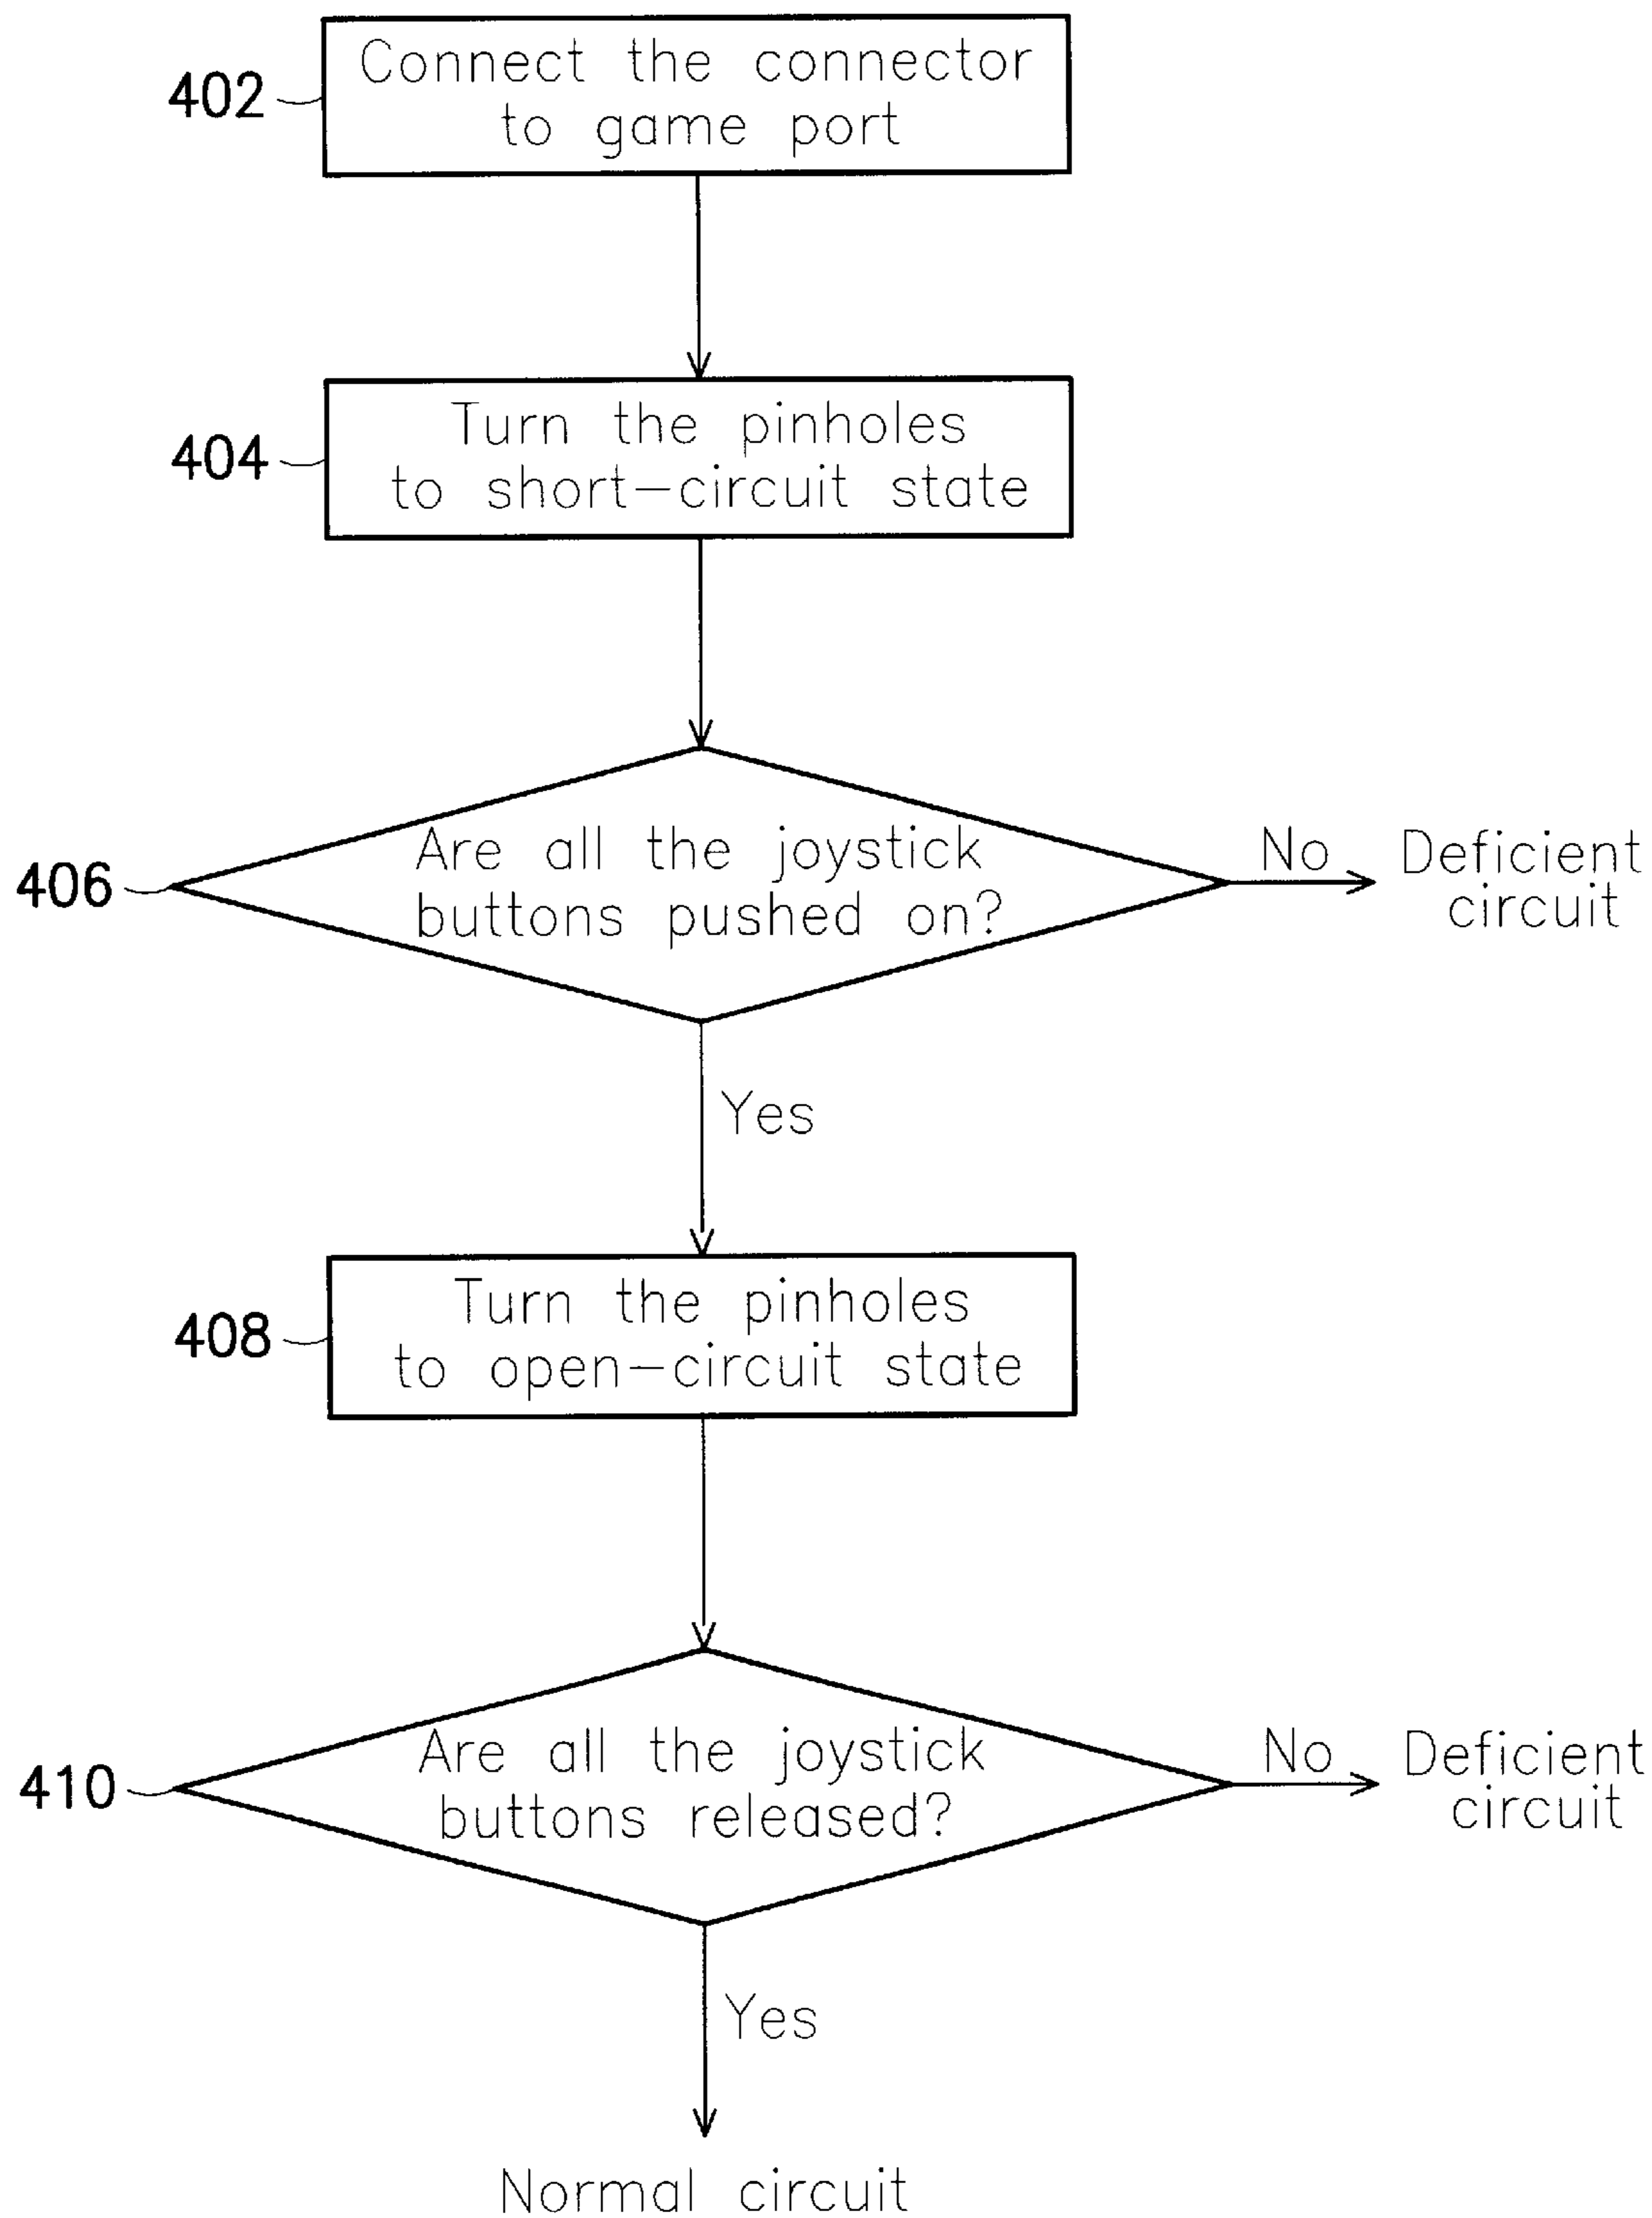 Connect the connector
402
to game port
Turn the pinholes
404
to short-circuit state
Are all the joystick
406
buttons pushed on?
No
Deficient
circuit
Yes
Turn the pinholes
408
to open-circuit state
Are all the joystick
410
buttons released?
No
Deficient
circuit
Yes
Normal circuit